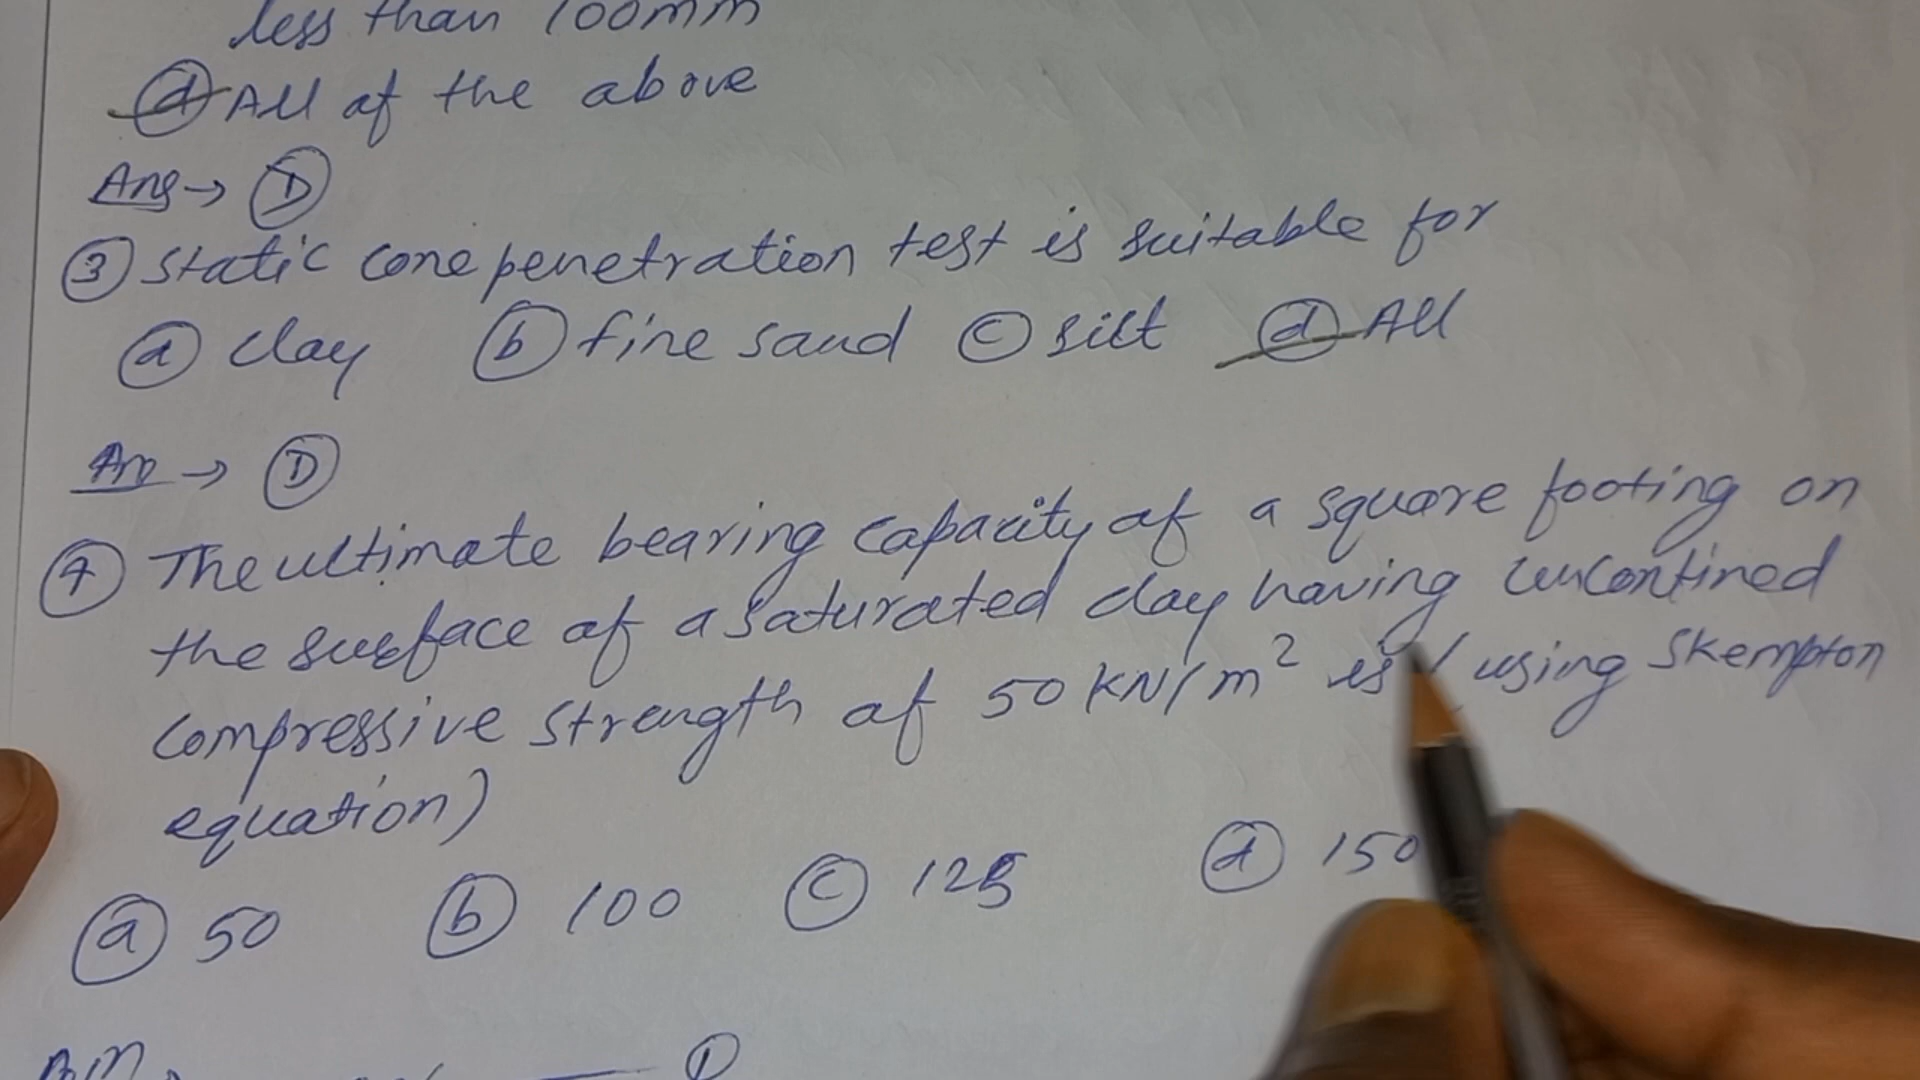 less than 100mm
(d) All of the above
Ans → (D)
(3) Static cone penetration test is suitable for
(a) clay (b) fine sand (c) silt (d) All
Ans → (D)
(4) The ultimate bearing capacity of a square footing on
the surface of a saturated clay having unconfined
compressive strength of 50 KN/m² is (using Skempton
equation)
(a) 50 (b) 100 (c) 125 (d) 150